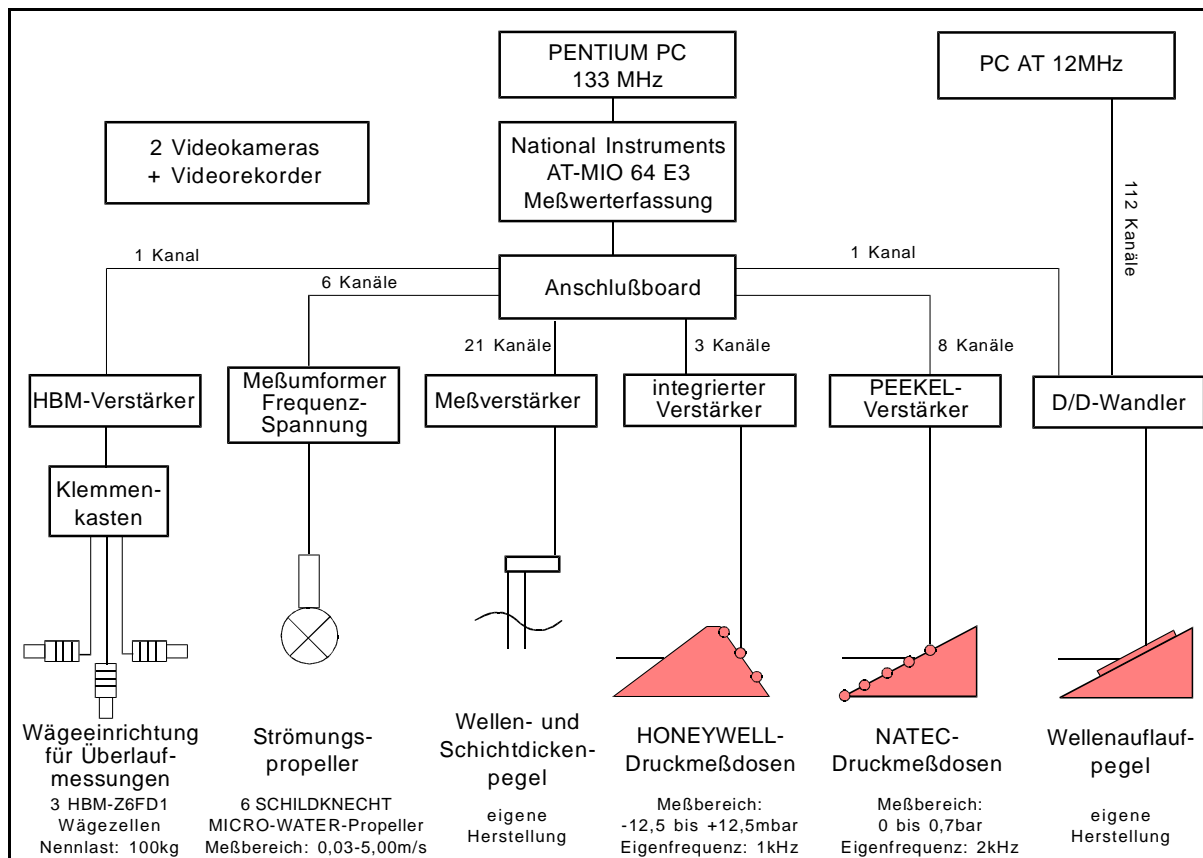 PENTIUM PC
133 MHz
PC AT 12MHz
2 Videokameras
+ Videorekorder
National Instruments
AT-MIO 64 E3
Meßwerterfassung
112 Kanäle
1 Kanal
6 Kanäle
Anschlußboard
1 Kanal
21 Kanäle
3 Kanäle
8 Kanäle
HBM-Verstärker
Meßumformer
Frequenz-
Spannung
Meßverstärker
integrierter
Verstärker
PEEKEL-
Verstärker
D/D-Wandler
Klemmen-
kasten
Wägeeinrichtung
für Überlauf-
messungen
3 HBM-Z6FD1
Wägezellen
Nennlast: 100kg
Strömungs-
propeller
6 SCHILDKNECHT
MICRO-WATER-Propeller
Meßbereich: 0,03-5,00m/s
Wellen- und
Schichtdicken-
pegel
eigene
Herstellung
HONEYWELL-
Druckmeßdosen
Meßbereich:
-12,5 bis +12,5mbar
Eigenfrequenz: 1kHz
NATEC-
Druckmeßdosen
Meßbereich:
0 bis 0,7bar
Eigenfrequenz: 2kHz
Wellenauflauf-
pegel
eigene
Herstellung